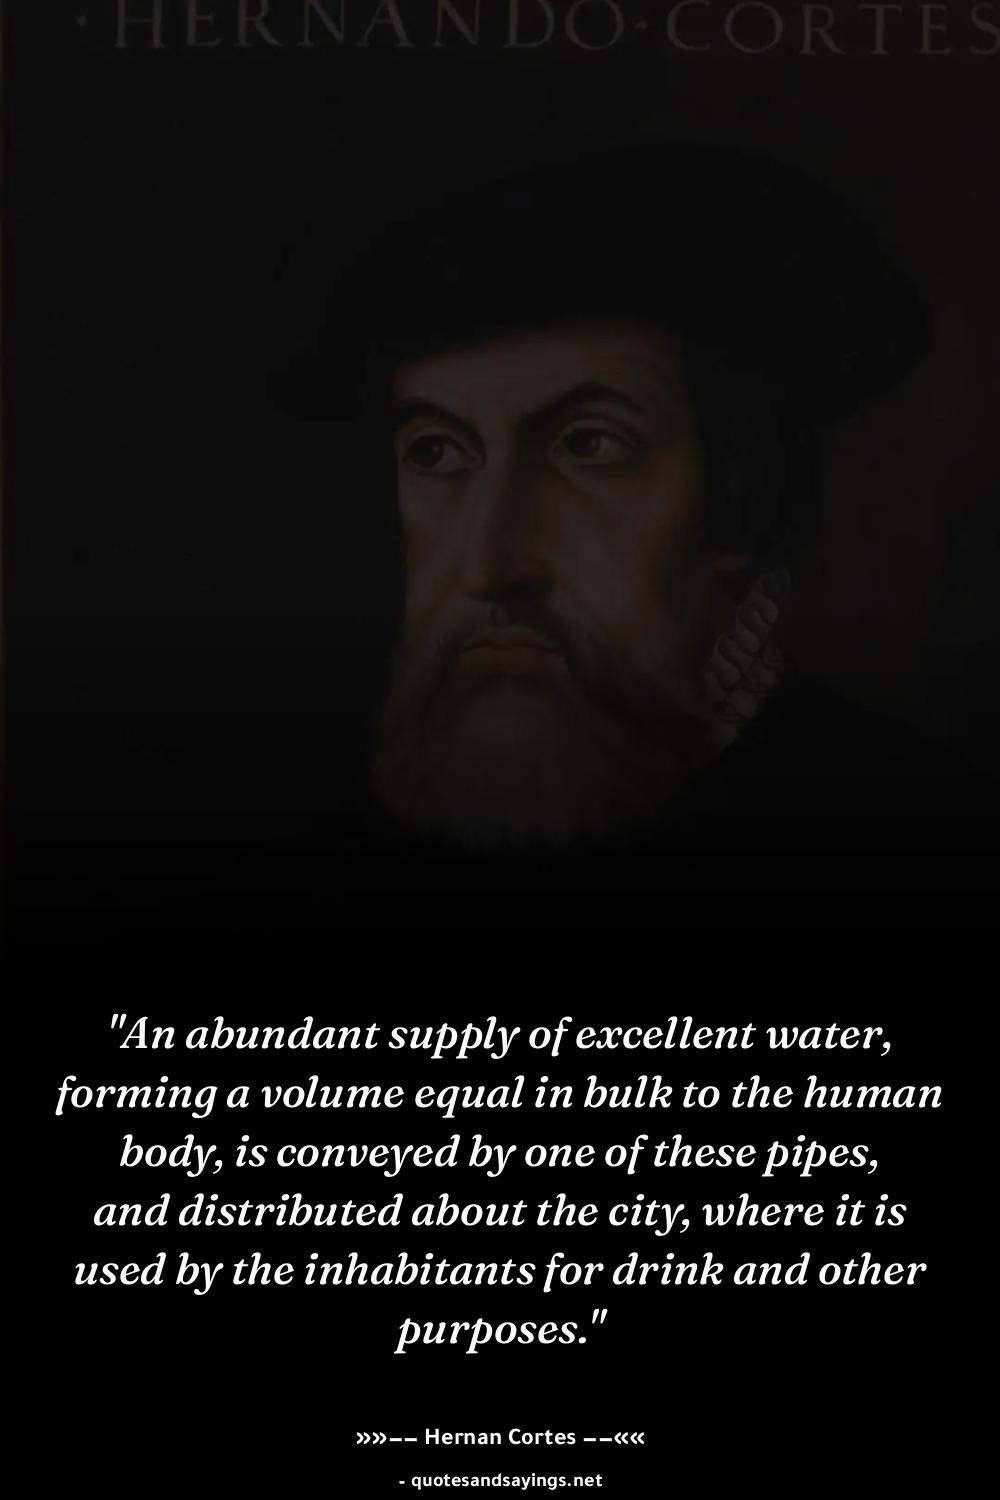 · HERNANDO · CORTES
"An abundant supply of excellent water,
forming a volume equal in bulk to the human
body, is conveyed by one of these pipes,
and distributed about the city, where it is
used by the inhabitants for drink and other
purposes."
»»–– Hernan Cortes ––««
- quotesandsayings.net